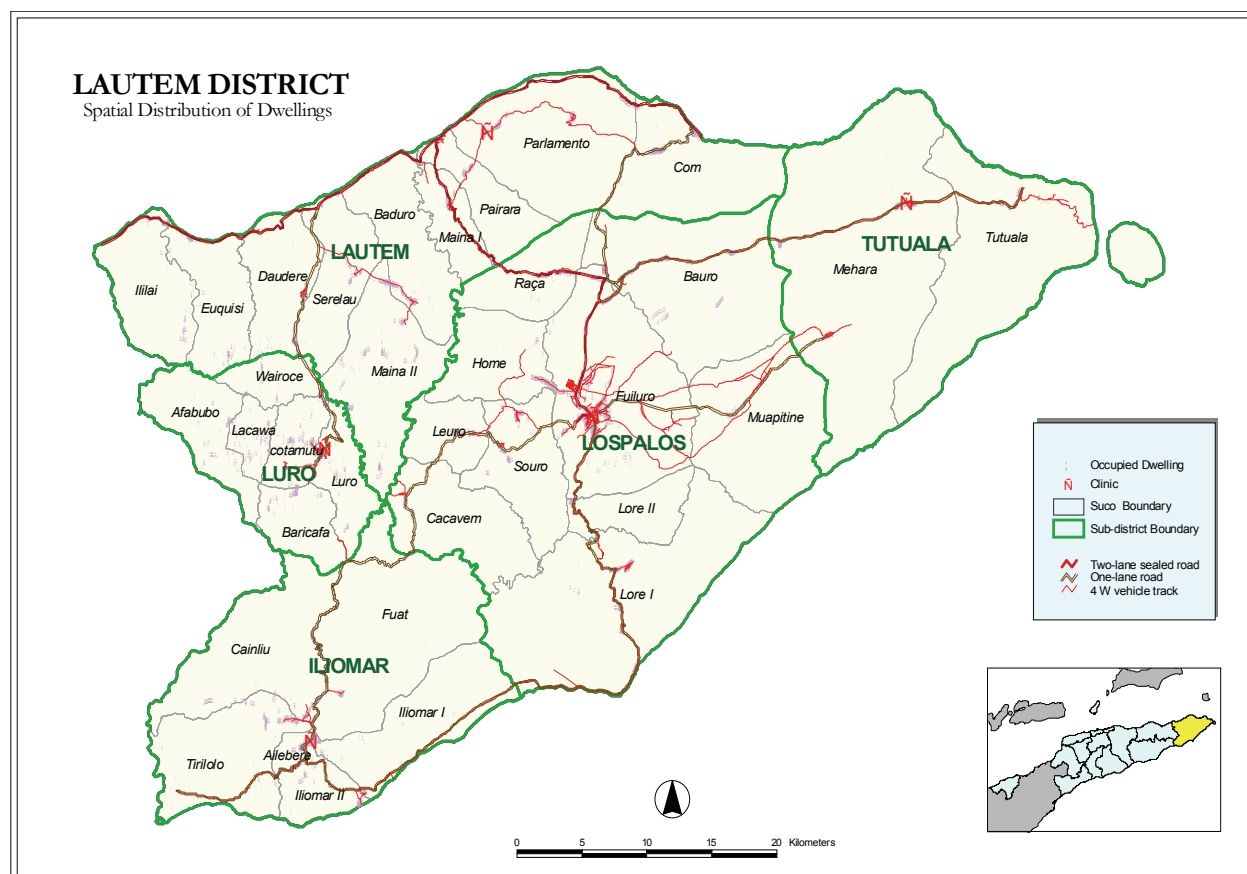 LAUTEM DISTRICT
Spatial Distribution of Dwellings
Ñ
Parlamento
Com
Pairara
Baduro
Maina I
LAUTEM
Ñ
TUTUALA
Tutuala
Mehara
Daudere
Ililai
Euquisi
Serelau
Raça
Bauro
Home
Maina II
Wairoce
Afabubo
Lacawa
cotamutu
Ñ
LURO
Luro
Baricafa
Fuiluro
Muapitine
Leuro
LOSPALOS
Souro
Cacavem
Lore II
Lore I
Fuat
Cainliu
ILIOMAR
Iliomar I
Ñ
Ailebere
Tirilolo
Iliomar II
Occupied Dwelling
Ñ Clinic
Suco Boundary
Sub-district Boundary
Two-lane sealed road
One-lane road
4 W vehicle track
0 5 10 15 20 Kilometers